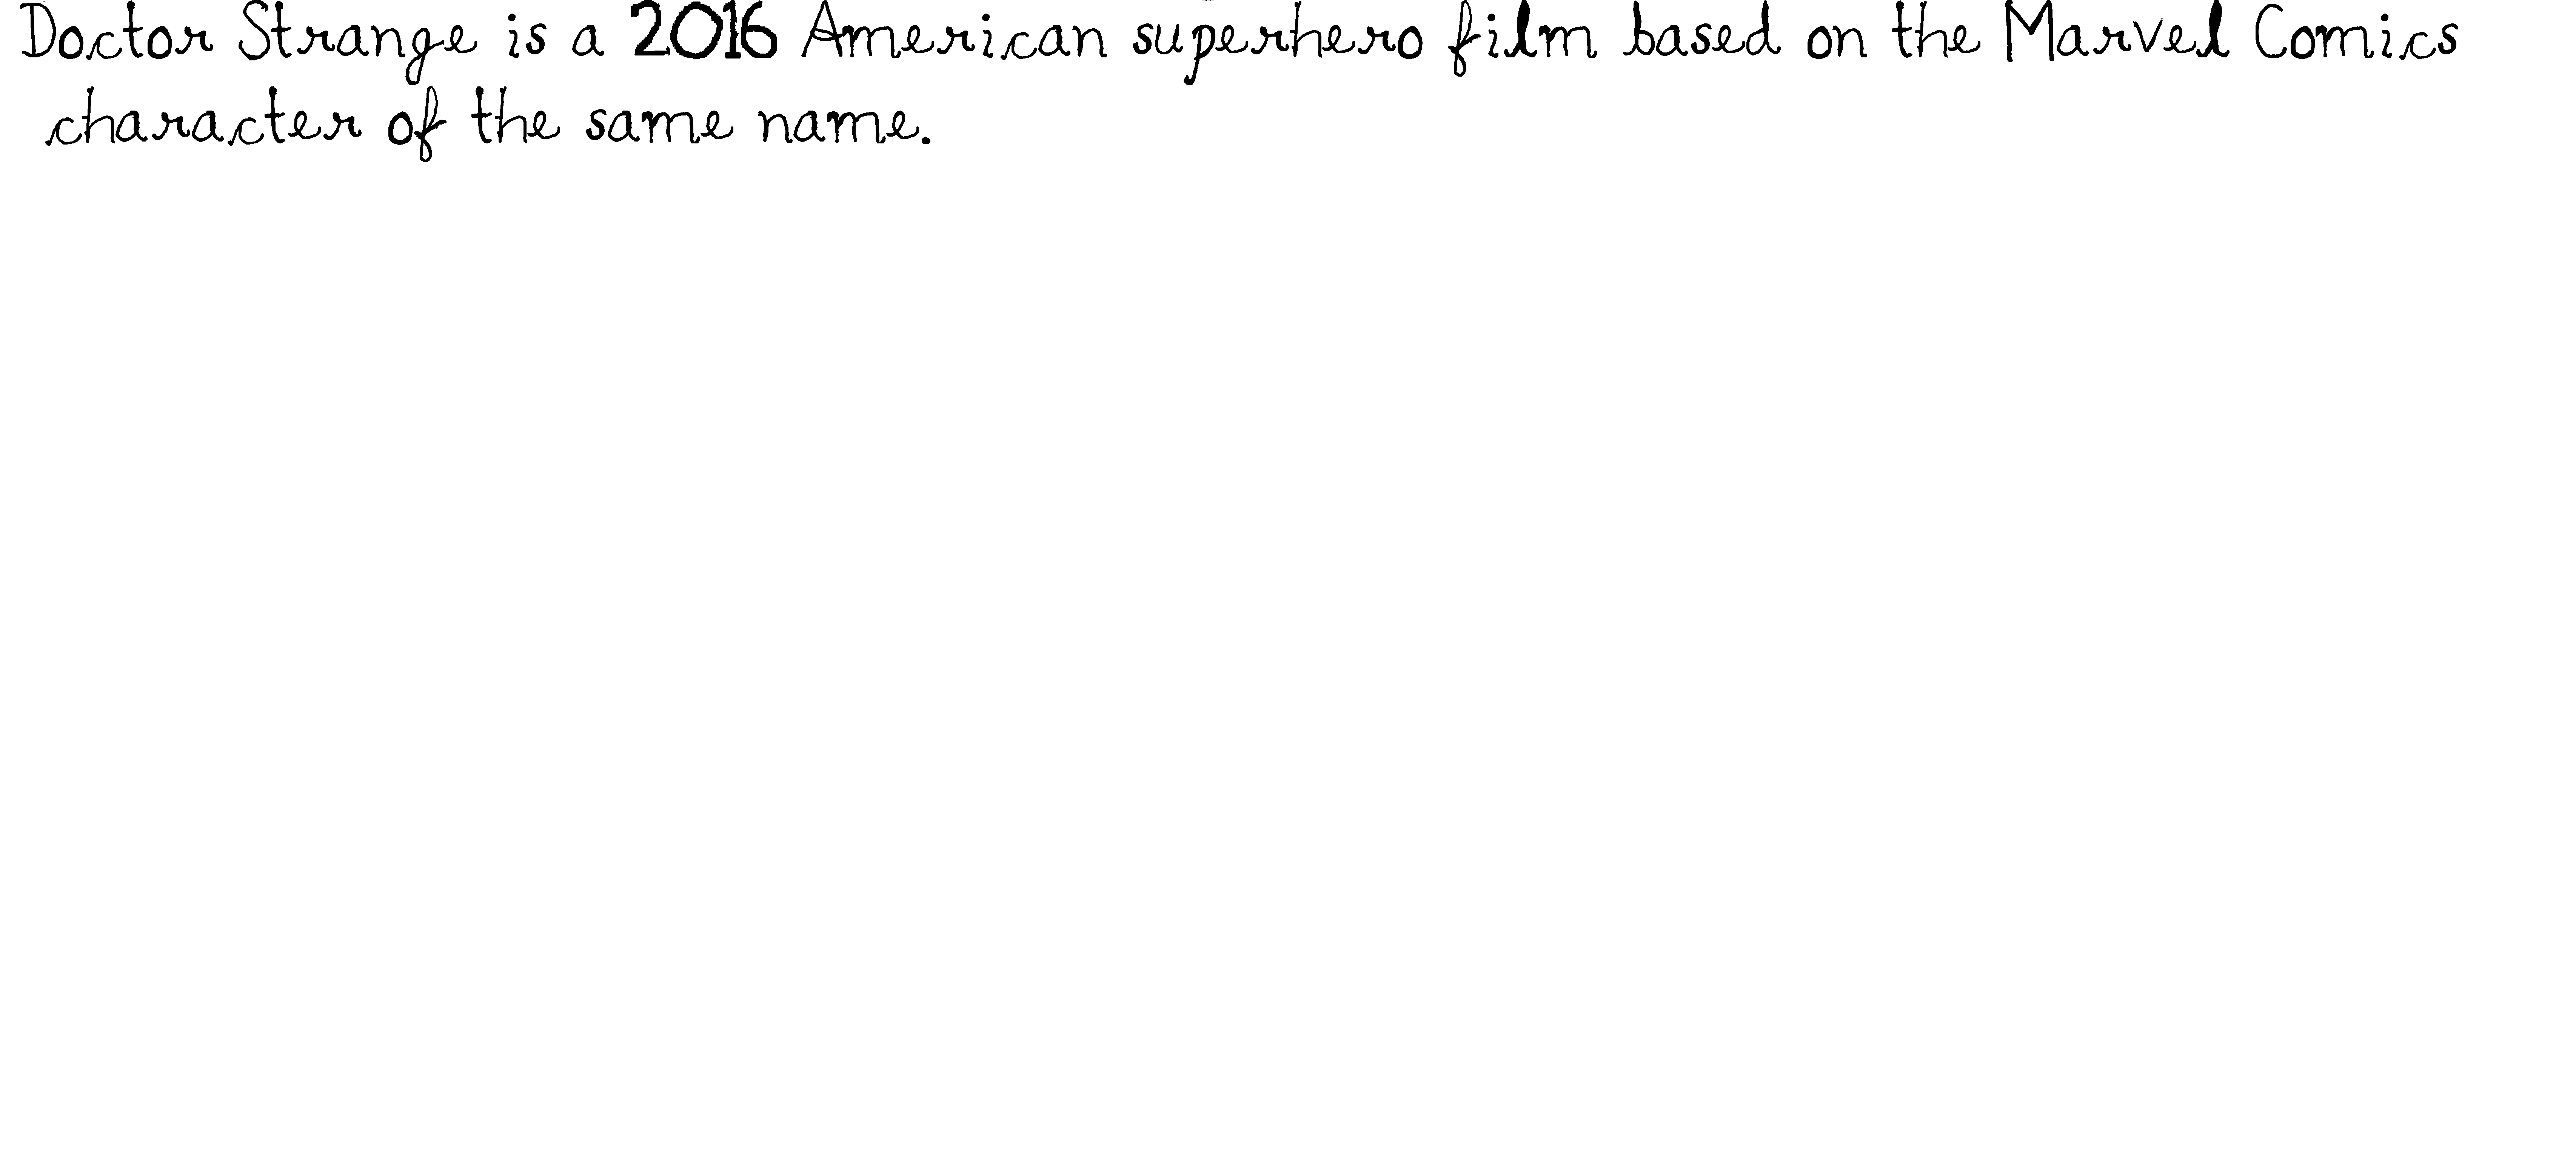 Doctor Strange is a 2016 American superhero film based on the Marvel Comics
character of the same name.